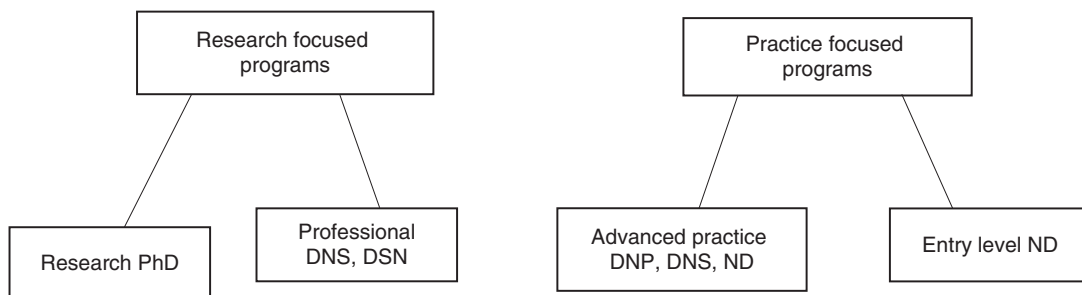 Research focused
programs
Practice focused
programs
Research PhD
Professional
DNS, DSN
Advanced practice
DNP, DNS, ND
Entry level ND